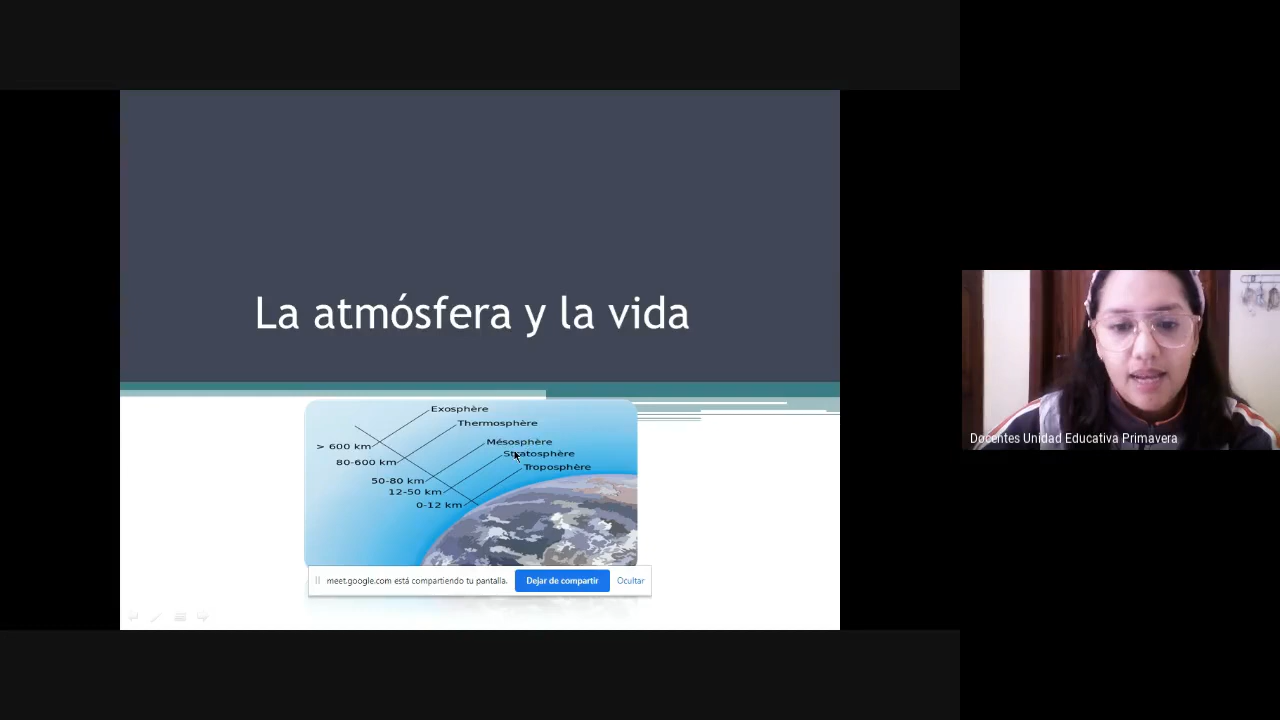 La atmósfera y la vida
Exosphère
Thermosphère
> 600 km
Mésosphère
80-600 km
Stratosphère
Troposphère
50-80 km
12-50 km
0-12 km
meet.google.com está compartiendo tu pantalla.
Dejar de compartir
Ocultar
Docentes Unidad Educativa Primavera